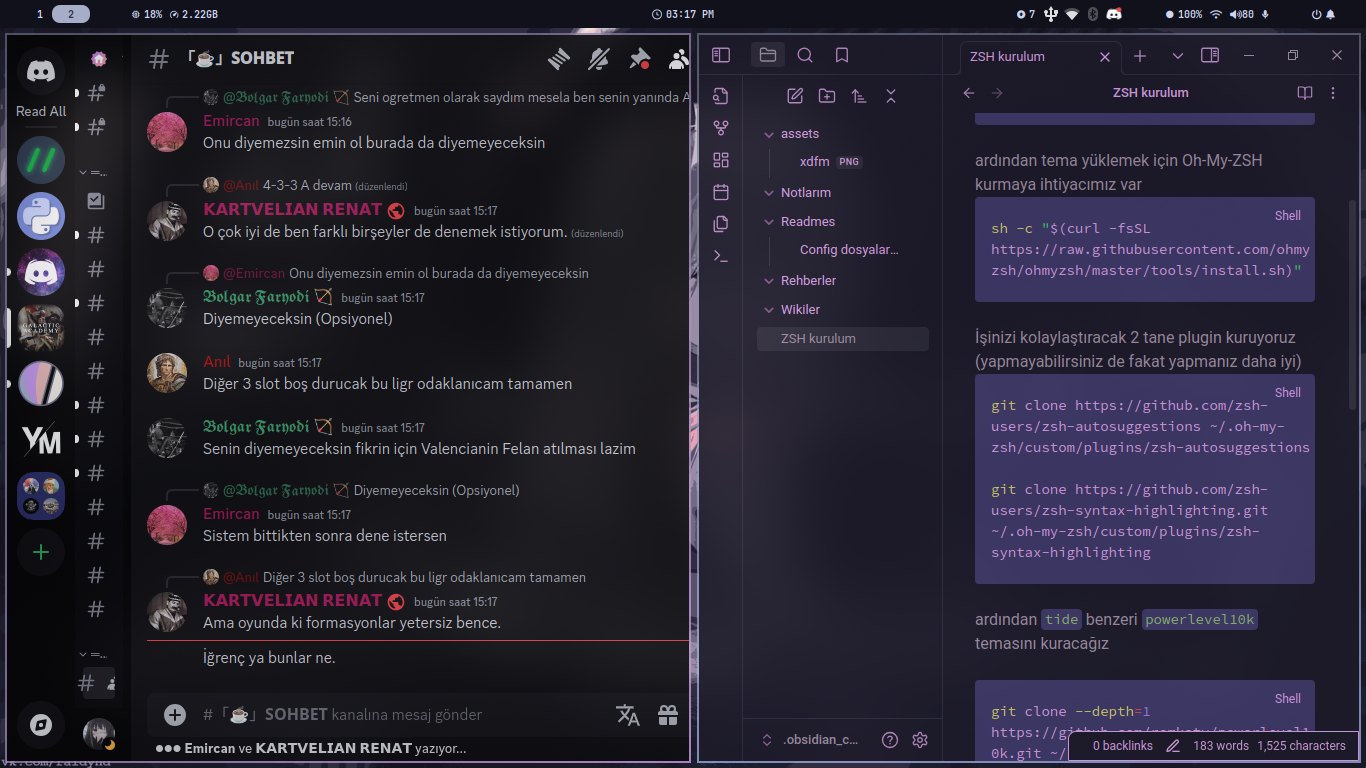 1 2 18% 2.22GB 03:17 PM 7 100% 80
Read All
GALACTIC
ACADEMY
YM
# 「☕」 SOHBET
@𝕭𝖔𝖑𝖌𝖆𝖗 𝕱𝖆𝖗𝖞𝖔𝖉𝖎 🏹 Seni ogretmen olarak saydım mesela ben senin yanında A
Emircan bugün saat 15:16
Onu diyemezsin emin ol burada da diyemeyeceksin
@Anıl 4-3-3 A devam (düzenlendi)
KARTVELIAN RENAT bugün saat 15:17
O çok iyi de ben farklı birşeyler de denemek istiyorum. (düzenlendi)
@Emircan Onu diyemezsin emin ol burada da diyemeyeceksin
𝕭𝖔𝖑𝖌𝖆𝖗 𝕱𝖆𝖗𝖞𝖔𝖉𝖎 🏹 bugün saat 15:17
Diyemeyeceksin (Opsiyonel)
Anıl bugün saat 15:17
Diğer 3 slot boş durucak bu ligr odaklanıcam tamamen
𝕭𝖔𝖑𝖌𝖆𝖗 𝕱𝖆𝖗𝖞𝖔𝖉𝖎 🏹 bugün saat 15:17
Senin diyemeyeceksin fikrin için Valencianin Felan atılması lazim
@𝕭𝖔𝖑𝖌𝖆𝖗 𝕱𝖆𝖗𝖞𝖔𝖉𝖎 🏹 Diyemeyeceksin (Opsiyonel)
Emircan bugün saat 15:17
Sistem bittikten sonra dene istersen
@Anıl Diğer 3 slot boş durucak bu ligr odaklanıcam tamamen
KARTVELIAN RENAT bugün saat 15:17
Ama oyunda ki formasyonlar yetersiz bence.
İğrenç ya bunlar ne.
# 「☕」 SOHBET kanalına mesaj gönder
Emircan ve KARTVELIAN RENAT yazıyor...
assets
xdfm PNG
Notlarım
Readmes
Config dosyalar...
Rehberler
Wikiler
ZSH kurulum
.obsidian_c...
ZSH kurulum
ZSH kurulum
ardından tema yüklemek için Oh-My-ZSH
kurmaya ihtiyacımız var
Shell
sh -c "$(curl -fsSL
https://raw.githubusercontent.com/ohmy
zsh/ohmyzsh/master/tools/install.sh)"
İşinizi kolaylaştıracak 2 tane plugin kuruyoruz
(yapmayabilirsiniz de fakat yapmanız daha iyi)
Shell
git clone https://github.com/zsh-
users/zsh-autosuggestions ~/.oh-my-
zsh/custom/plugins/zsh-autosuggestions
git clone https://github.com/zsh-
users/zsh-syntax-highlighting.git
~/.oh-my-zsh/custom/plugins/zsh-
syntax-highlighting
ardından tide benzeri powerlevel10k
temasını kuracağız
Shell
git clone --depth=1
0k.git ~/
0 backlinks 183 words 1,525 characters